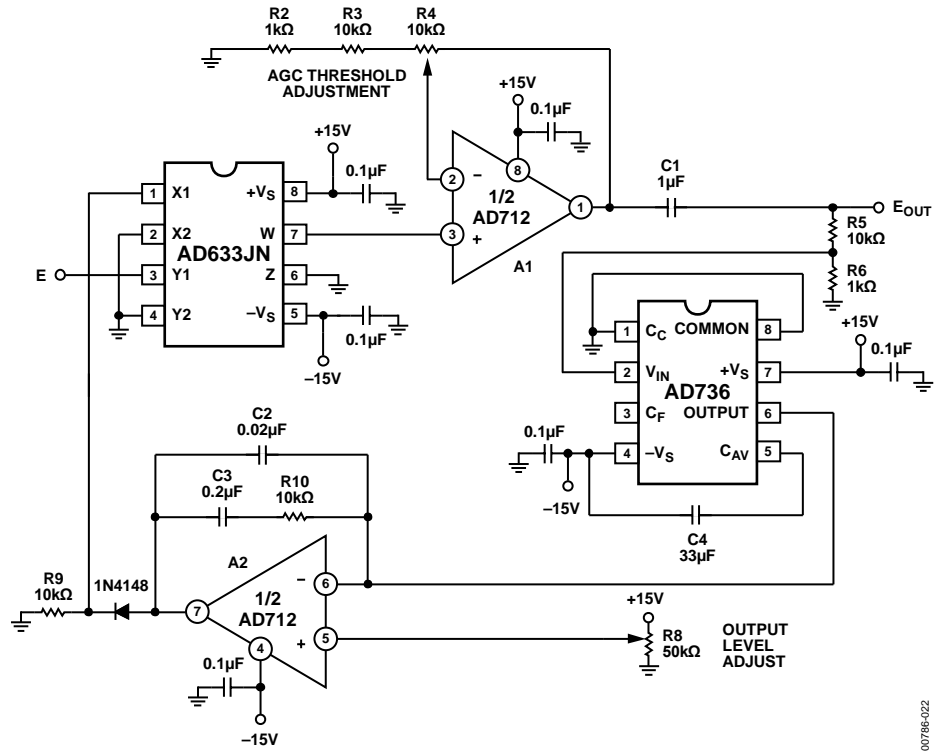 R2
1kΩ
R3
10kΩ
R4
10kΩ
AGC THRESHOLD
ADJUSTMENT
+15V
0.1µF
+15V
0.1µF
C1
1µF
EOUT
R5
10kΩ
R6
1kΩ
2
–
3
+
8
1
1/2
AD712
A1
1
X1
2
X2
3
Y1
4
Y2
AD633JN
+VS
8
W
7
Z
6
–VS
5
E
0.1µF
–15V
1
CC
2
VIN
3
CF
4
–VS
AD736
COMMON
8
+VS
7
OUTPUT
6
CAV
5
+15V
0.1µF
0.1µF
–15V
C4
33µF
C2
0.02µF
C3
0.2µF
R10
10kΩ
R9
10kΩ
1N4148
A2
7
1/2
AD712
–
6
+
5
4
0.1µF
–15V
+15V
R8
50kΩ
OUTPUT
LEVEL
ADJUST
00786-022